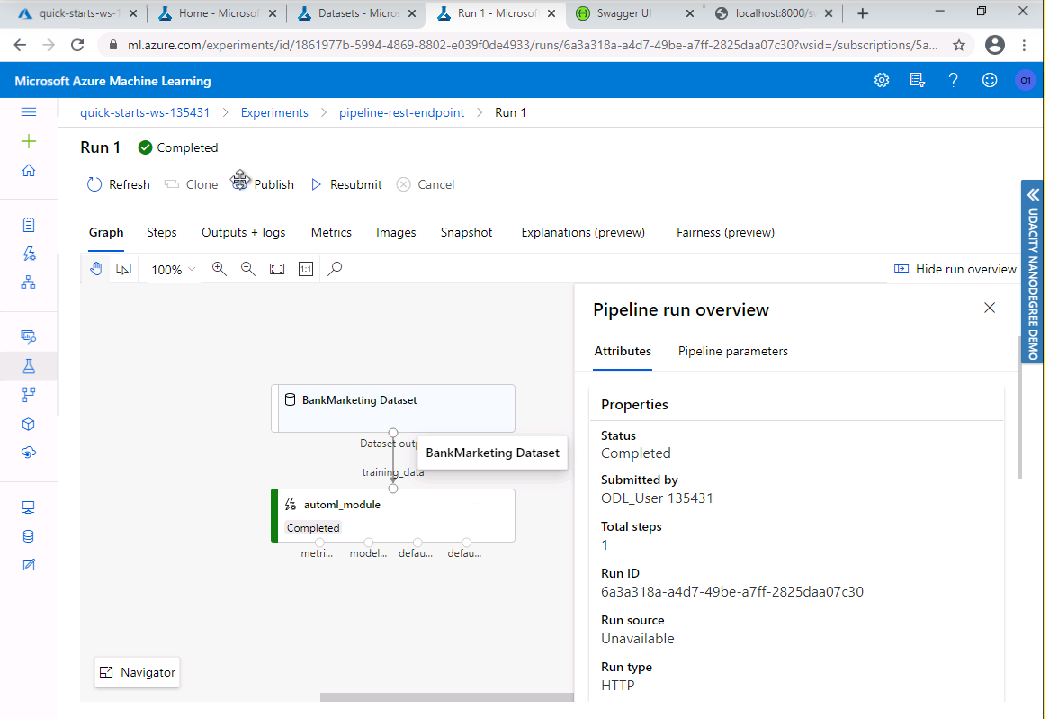 quick-starts-ws-1
Home - Microsof
Datasets - Micros
Run 1 - Microsoft
Swagger UI
localhost:8000/s
ml.azure.com/experiments/id/1861977b-5994-4869-8802-e039f0de4933/runs/6a3a318a-a4d7-49be-a7ff-2825daa07c30?wsid=/subscriptions/5a...
Microsoft Azure Machine Learning
O1
quick-starts-ws-135431 > Experiments > pipeline-rest-endpoint > Run 1
Run 1 Completed
Refresh Clone Publish Resubmit Cancel
Graph Steps Outputs + logs Metrics Images Snapshot Explanations (preview) Fairness (preview)
100% 1:1 Hide run overview
UDACITY NANODEGREE DEMO
Pipeline run overview
Attributes Pipeline parameters
BankMarketing Dataset
Dataset outp
BankMarketing Dataset
training_data
automl_module
Completed
metri... model... defau... defau...
Navigator
Properties
Status
Completed
Submitted by
ODL_User 135431
Total steps
1
Run ID
6a3a318a-a4d7-49be-a7ff-2825daa07c30
Run source
Unavailable
Run type
HTTP